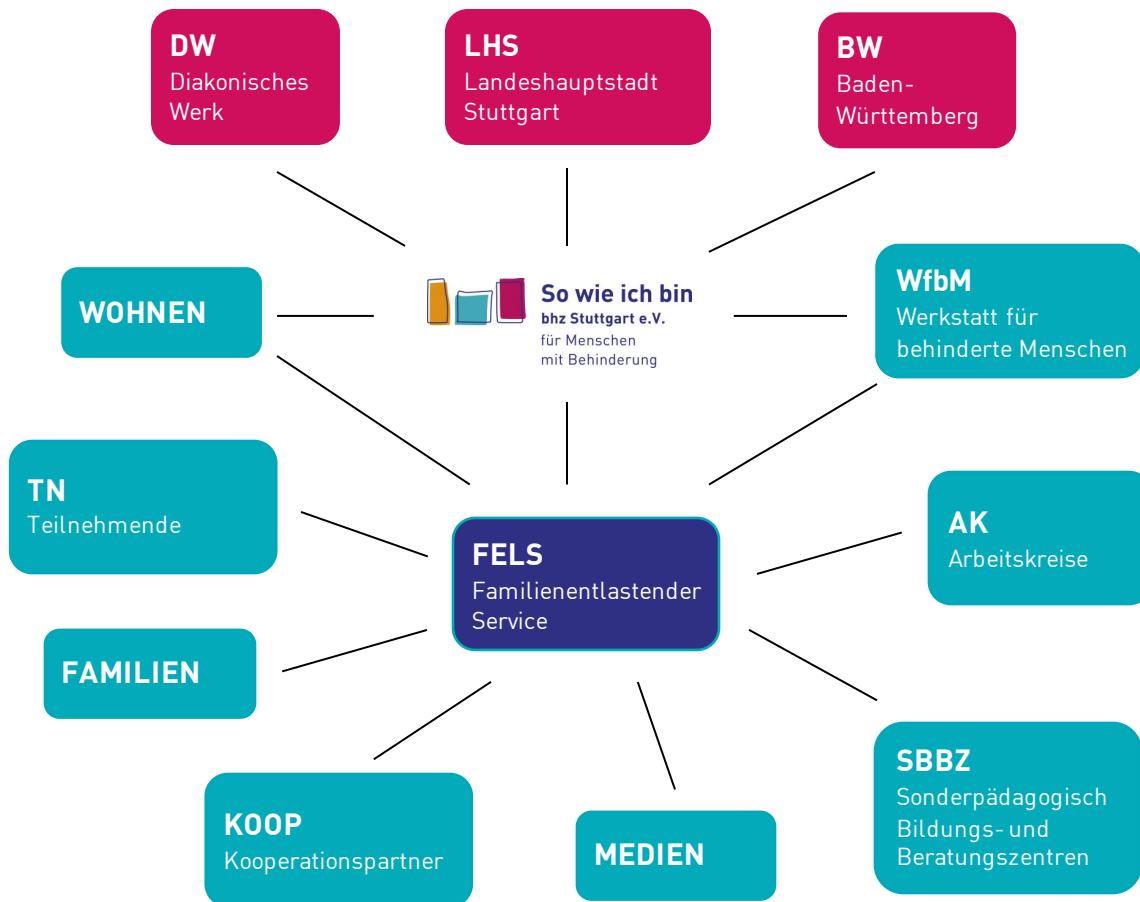 DW
Diakonisches
Werk
LHS
Landeshauptstadt
Stuttgart
BW
Baden-
Württemberg
WOHNEN
So wie ich bin
bhz Stuttgart e.V.
für Menschen
mit Behinderung
WfbM
Werkstatt für
behinderte Menschen
TN
Teilnehmende
FELS
Familienentlastender
Service
AK
Arbeitskreise
FAMILIEN
KOOP
Kooperationspartner
MEDIEN
SBBZ
Sonderpädagogisch
Bildungs- und
Beratungszentren